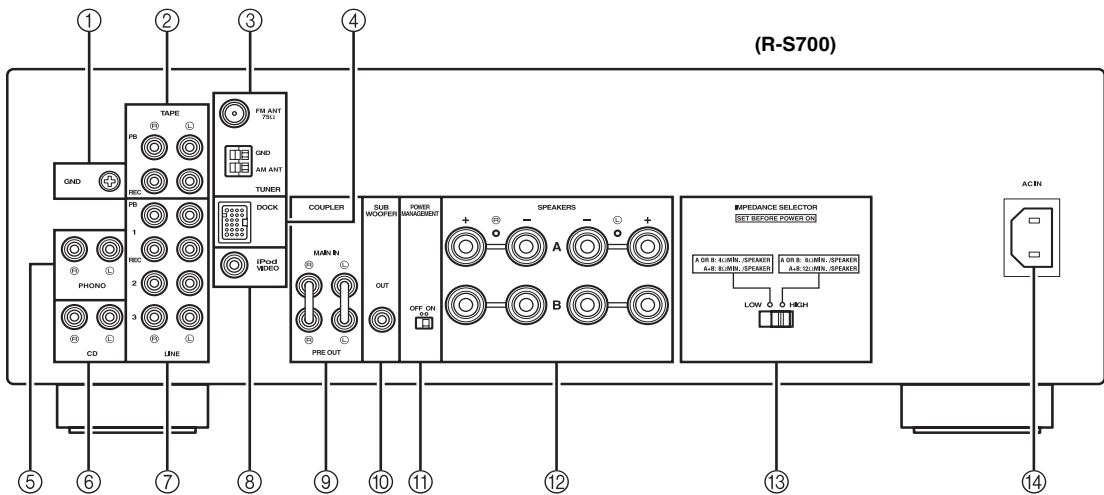 ① ② ③ ④
(R-S700)
TAPE
Ⓡ Ⓛ
PB
REC
GND
FM ANT
75Ω
GND
AM ANT
TUNER
DOCK
iPod
VIDEO
PB
1
REC
2
3
Ⓡ Ⓛ
LINE
Ⓡ Ⓛ
PHONO
Ⓡ Ⓛ
CD
COUPLER
MAIN IN
Ⓡ Ⓛ
Ⓡ Ⓛ
PRE OUT
SUB
WOOFER
OUT
POWER
MANAGEMENT
OFF ON
SPEAKERS
+ Ⓡ − − Ⓛ +
A
B
IMPEDANCE SELECTOR
SET BEFORE POWER ON
A OR B: 4ΩMIN. /SPEAKER
A+B: 8ΩMIN. /SPEAKER
A OR B: 6ΩMIN. /SPEAKER
A+B:12ΩMIN. /SPEAKER
LOW HIGH
AC IN
⑤ ⑥ ⑦ ⑧ ⑨ ⑩ ⑪ ⑫ ⑬ ⑭